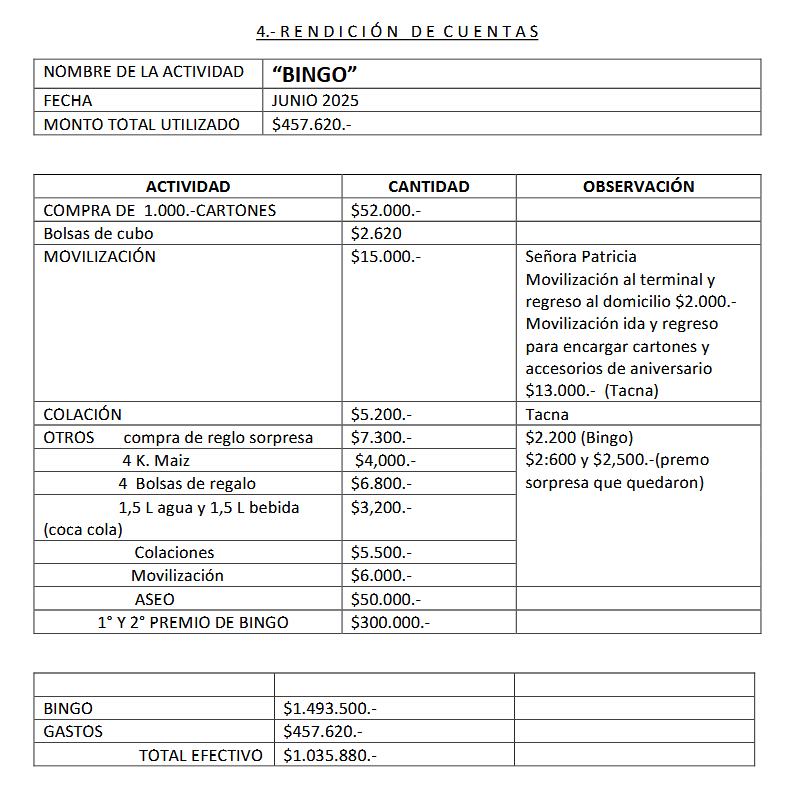 4.- R E N D I C I Ó N   D E  C U E N T A S
NOMBRE DE LA ACTIVIDAD “BINGO”
FECHA JUNIO 2025
MONTO TOTAL UTILIZADO $457.620.-
ACTIVIDAD CANTIDAD OBSERVACIÓN
COMPRA DE 1.000.-CARTONES $52.000.-
Bolsas de cubo $2.620
MOVILIZACIÓN $15.000.- Señora Patricia
Movilización al terminal y
regreso al domicilio $2.000.-
Movilización ida y regreso
para encargar cartones y
accesorios de aniversario
$13.000.- (Tacna)
COLACIÓN $5.200.- Tacna
OTROS compra de reglo sorpresa $7.300.- $2.200 (Bingo)
4 K. Maiz $4,000.- $2:600 y $2,500.-(premo
4 Bolsas de regalo $6.800.- sorpresa que quedaron)
1,5 L agua y 1,5 L bebida $3,200.-
(coca cola)
Colaciones $5.500.-
Movilización $6.000.-
ASEO $50.000.-
1° Y 2° PREMIO DE BINGO $300.000.-
BINGO $1.493.500.-
GASTOS $457.620.-
TOTAL EFECTIVO $1.035.880.-